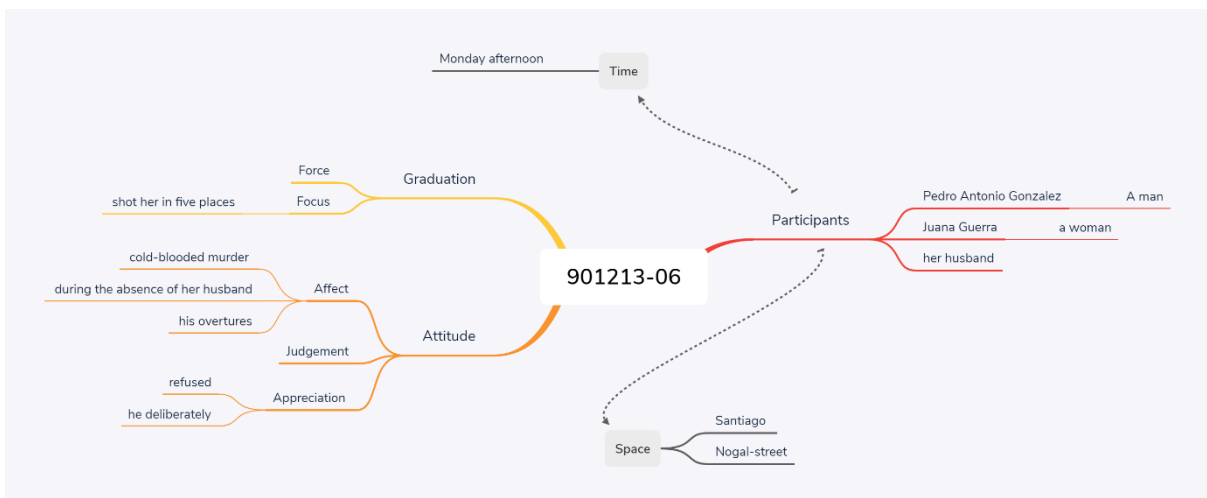 Monday afternoon
Time
Force
Graduation
shot her in five places
Focus
Pedro Antonio Gonzalez
A man
Participants
Juana Guerra
a woman
her husband
901213-06
cold-blooded murder
during the absence of her husband
Affect
his overtures
Attitude
Judgement
refused
Appreciation
he deliberately
Santiago
Space
Nogal-street